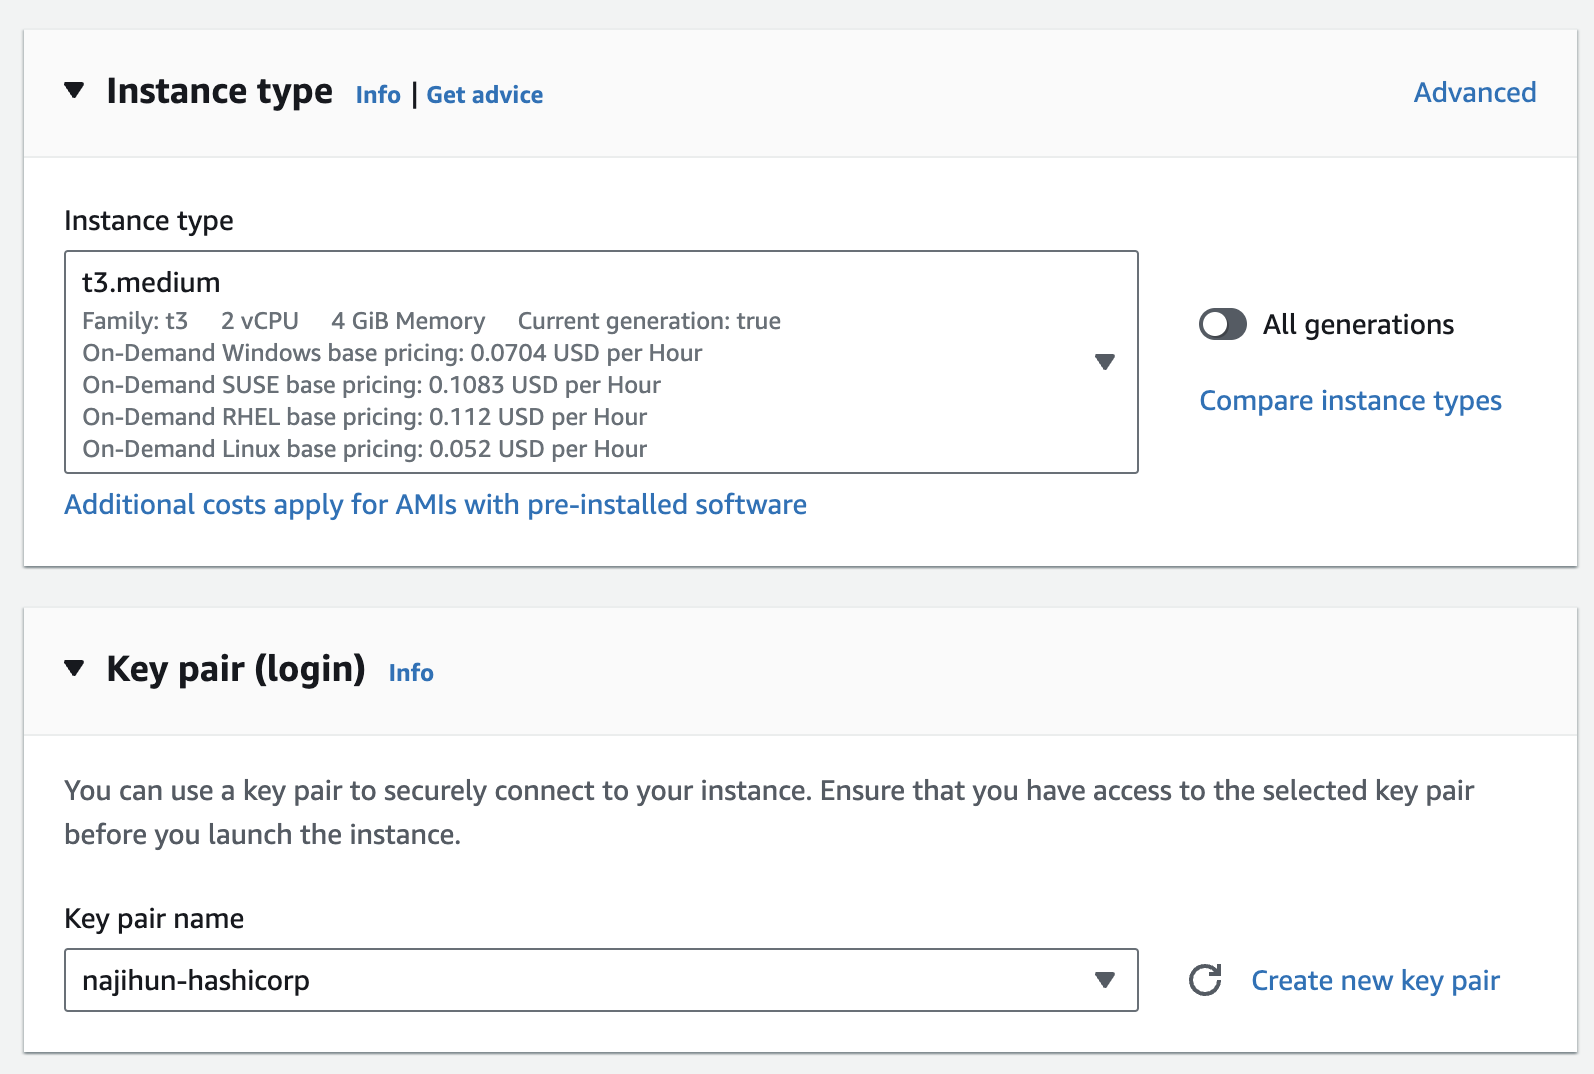 Instance type Info | Get advice Advanced
Instance type
t3.medium
Family: t3 2 vCPU 4 GiB Memory Current generation: true
On-Demand Windows base pricing: 0.0704 USD per Hour
On-Demand SUSE base pricing: 0.1083 USD per Hour
On-Demand RHEL base pricing: 0.112 USD per Hour
On-Demand Linux base pricing: 0.052 USD per Hour
All generations
Compare instance types
Additional costs apply for AMIs with pre-installed software
Key pair (login) Info
You can use a key pair to securely connect to your instance. Ensure that you have access to the selected key pair
before you launch the instance.
Key pair name
najihun-hashicorp
Create new key pair